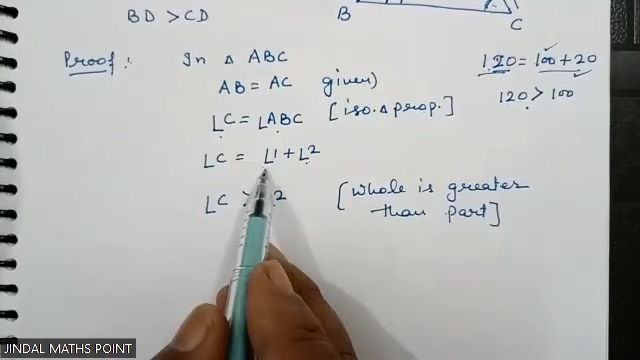 BD > CD
B
C
Proof :
In Δ ABC
AB = AC given)
∠C = ∠ABC [iso. Δ prop.]
∠C = ∠1 + ∠2
∠C > 2 [whole is greater
than part]
120 = 100 + 20
120 > 100
JINDAL MATHS POINT